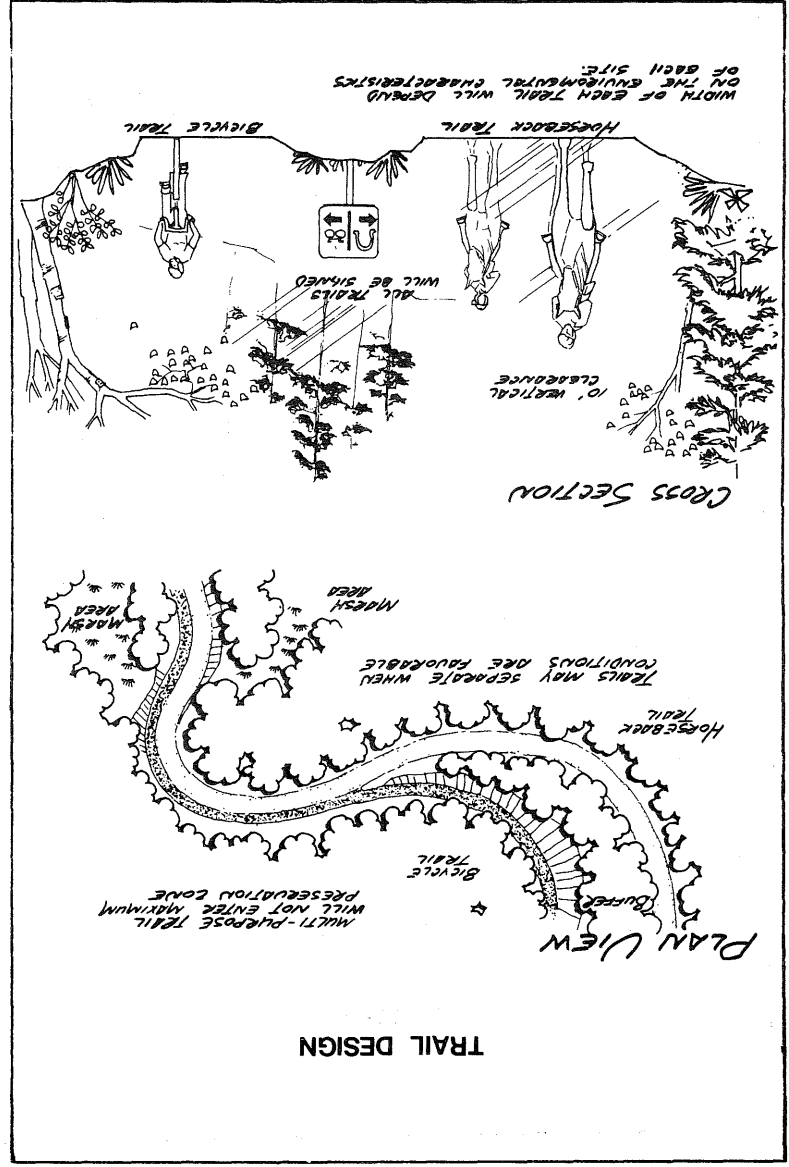 TRAIL DESIGN
PLAN VIEW
BUFFER
MULTI-PURPOSE TRAIL
WILL NOT ENTER MAXIMUM
PRESERVATION ZONE
BICYCLE
TRAIL
HORSEBACK
TRAIL
TRAILS MAY SEPARATE WHEN
CONDITIONS ARE FAVORABLE
MARSH
AREA
MARSH
AREA
CROSS SECTION
10' VERTICAL
CLEARANCE
ALL TRAILS
WILL BE SIGNED
HORSEBACK TRAIL
BICYCLE TRAIL
WIDTH OF EACH TRAIL WILL DEPEND
ON THE ENVIROMENTAL CHARACTERISTICS
OF EACH SITE.